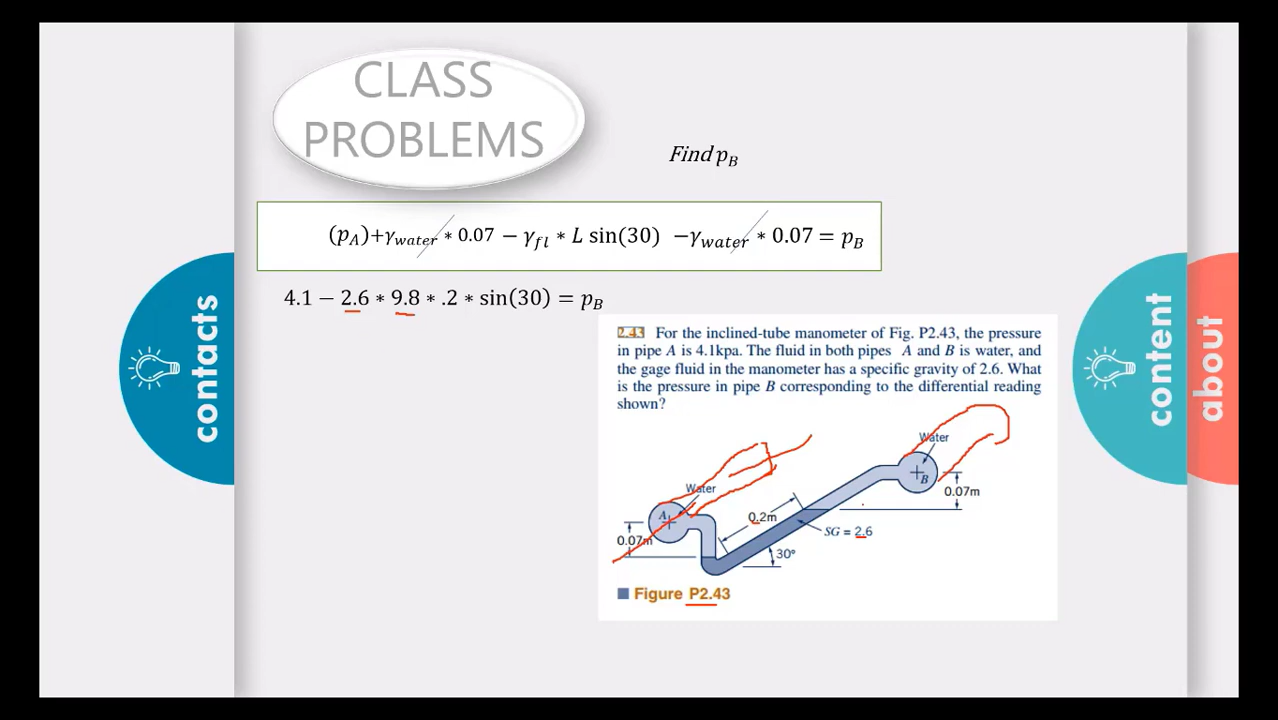 CLASS
PROBLEMS
Find p_B
(p_A)+γ_water * 0.07 − γ_fl * L sin(30) −γ_water * 0.07 = p_B
4.1 − 2.6 * 9.8 * .2 * sin(30) = p_B
contacts
content
about
2.43 For the inclined-tube manometer of Fig. P2.43, the pressure
in pipe A is 4.1kpa. The fluid in both pipes A and B is water, and
the gage fluid in the manometer has a specific gravity of 2.6. What
is the pressure in pipe B corresponding to the differential reading
shown?
Water
Water
A
B
0.07m
0.2m
0.07m
SG = 2.6
30°
■ Figure P2.43